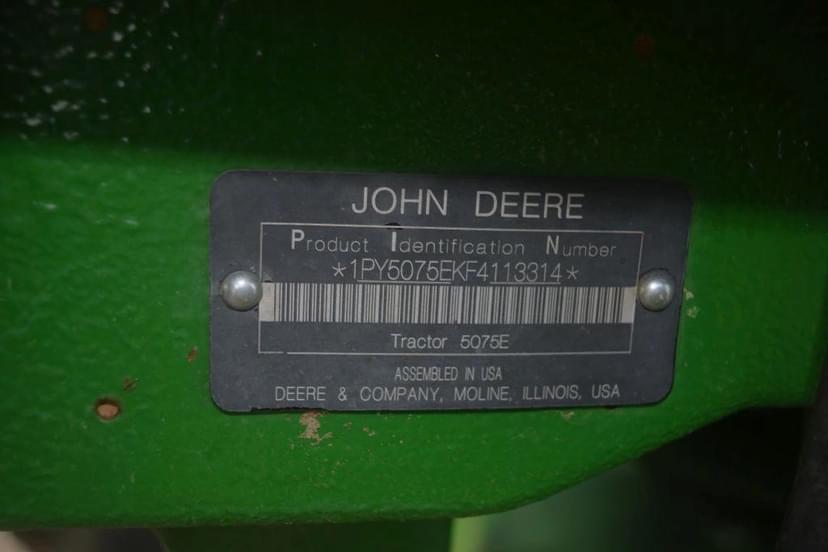 JOHN DEERE
Product Identification Number
*1PY5075EKF4113314*
Tractor 5075E
ASSEMBLED IN USA
DEERE & COMPANY, MOLINE, ILLINOIS, USA